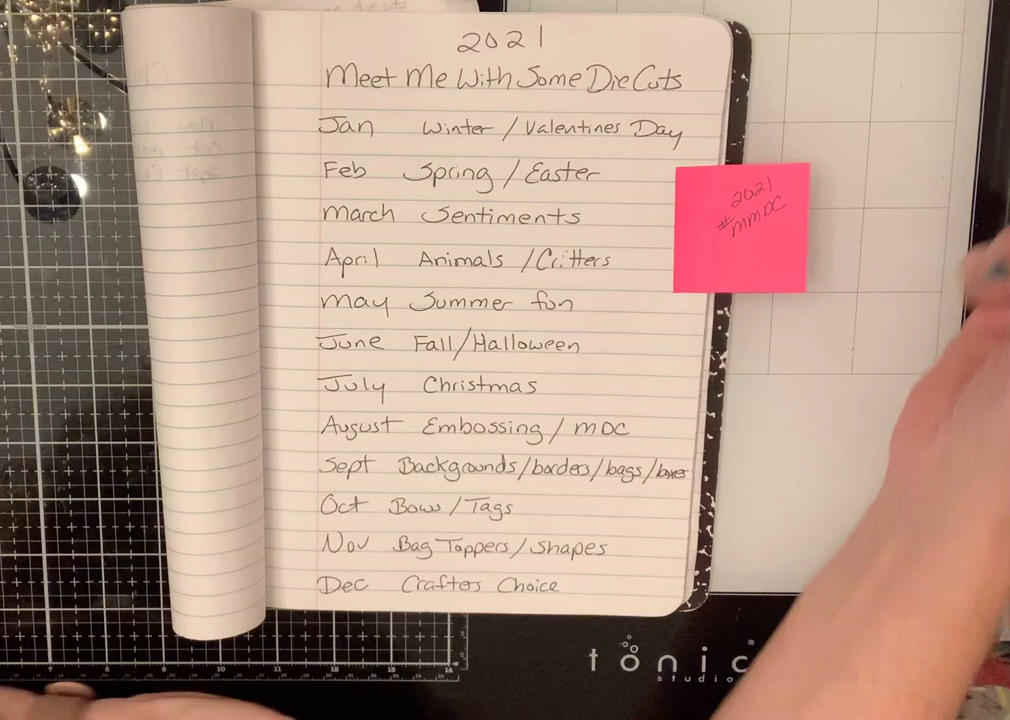 2021
Meet Me With Some Die Cuts
Jan Winter / Valentines Day
Feb Spring / Easter
March Sentiments
April Animals / Critters
May Summer fun
June Fall/Halloween
July Christmas
August Embossing / MDC
Sept Backgrounds/borders/bags/boxes
Oct Bows / Tags
Nov Bag Toppers / shapes
Dec Crafters Choice
2021
#MMDC
tonic
studio